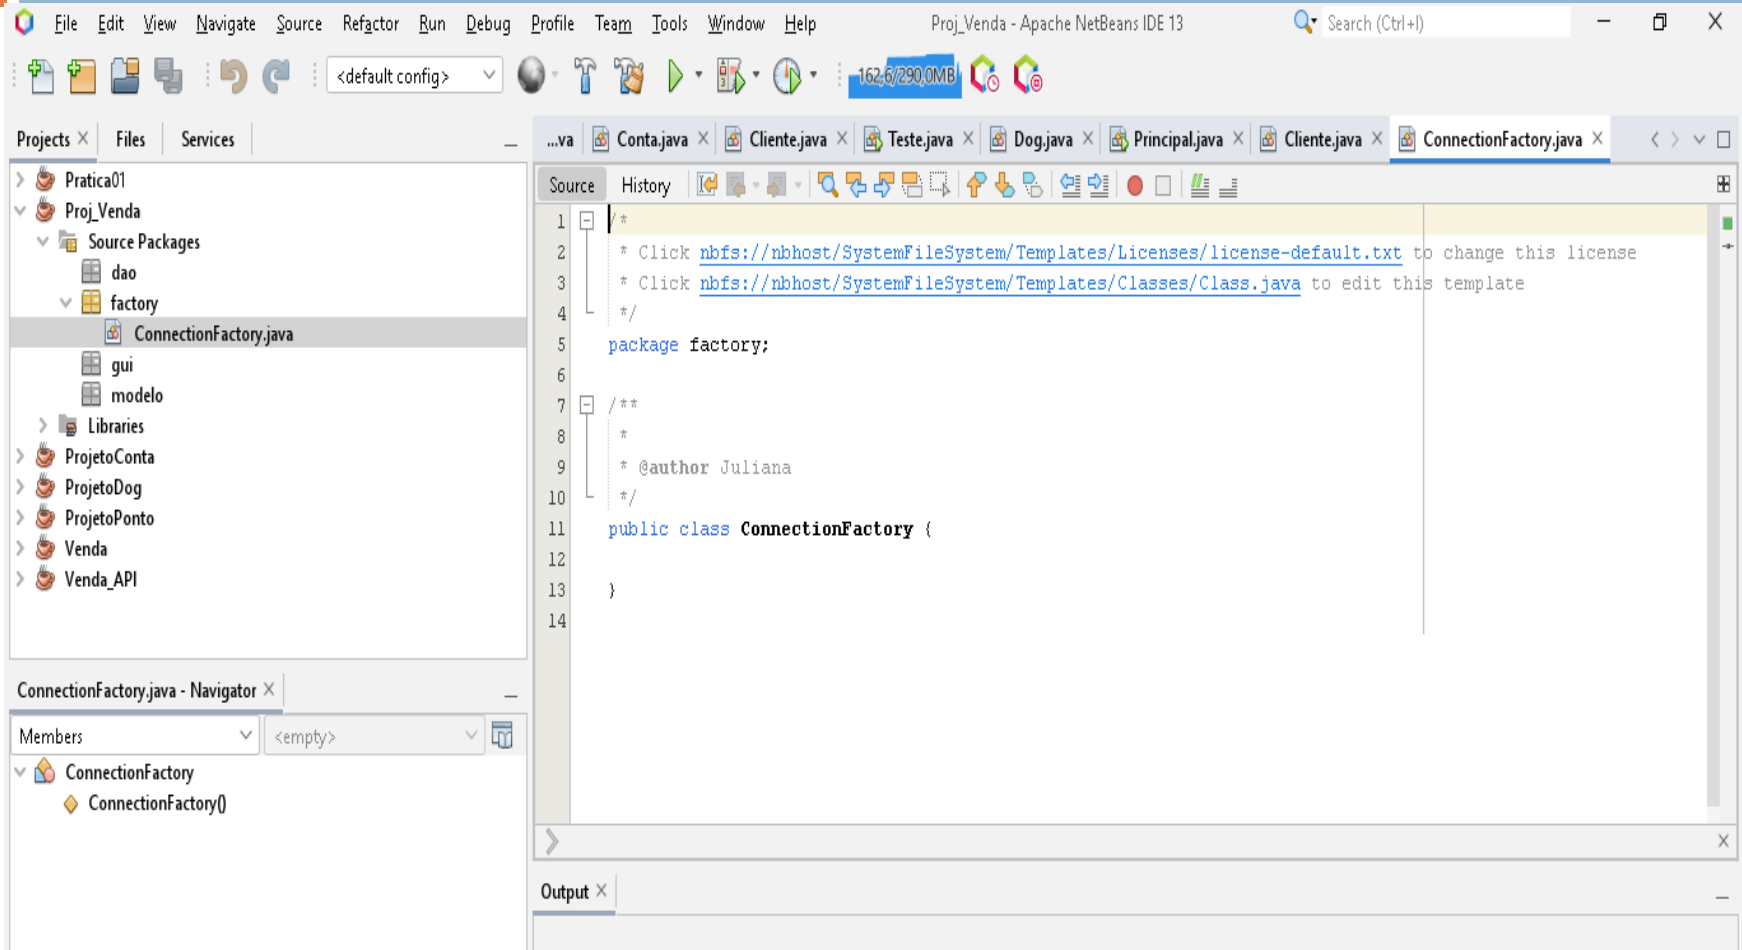 File Edit View Navigate Source Refactor Run Debug Profile Team Tools Window Help Proj_Venda - Apache NetBeans IDE 13 Search (Ctrl+I)
<default config> 162,6/290,0MB
Projects Files Services
...va Conta.java Cliente.java Teste.java Dog.java Principal.java Cliente.java ConnectionFactory.java
Source History
Pratica01
Proj_Venda
Source Packages
dao
factory
ConnectionFactory.java
gui
modelo
Libraries
ProjetoConta
ProjetoDog
ProjetoPonto
Venda
Venda_API
1 /*
2 * Click nbfs://nbhost/SystemFileSystem/Templates/Licenses/license-default.txt to change this license
3 * Click nbfs://nbhost/SystemFileSystem/Templates/Classes/Class.java to edit this template
4 */
5 package factory;
6
7 /**
8 *
9 * @author Juliana
10 */
11 public class ConnectionFactory {
12
13 }
14
ConnectionFactory.java - Navigator
Members <empty>
ConnectionFactory
ConnectionFactory()
Output